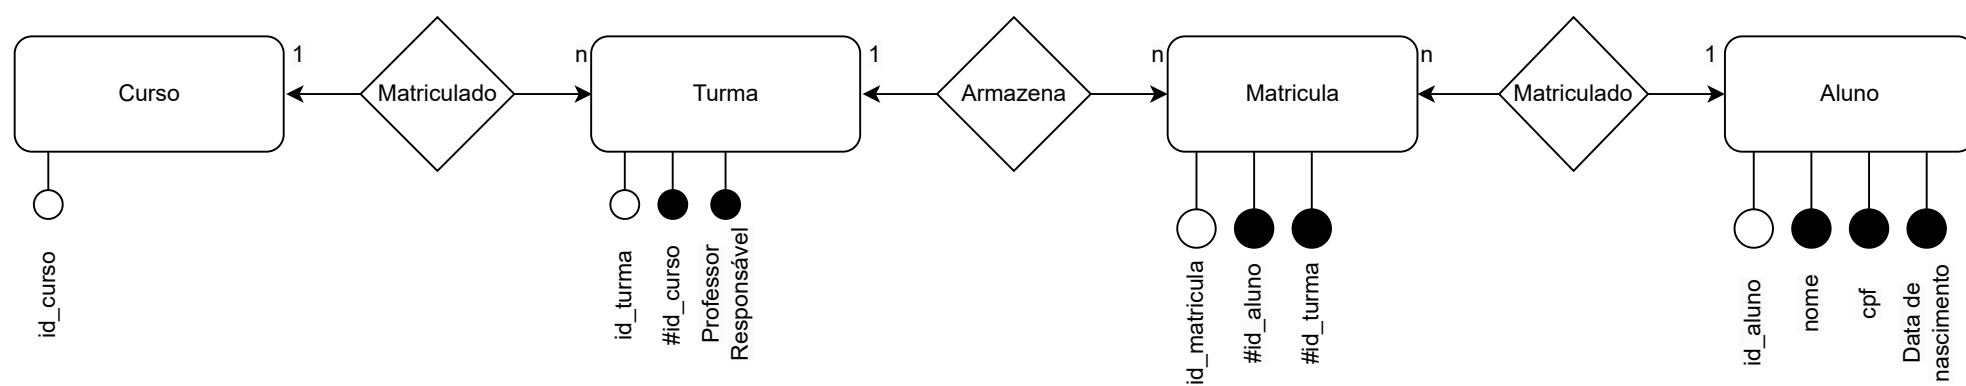 Curso
1
Matriculado
n
Turma
1
Armazena
n
Matricula
n
Matriculado
1
Aluno
id_curso
id_turma
#id_curso
Professor
Responsável
id_matricula
#id_aluno
#id_turma
id_aluno
nome
cpf
Data de
nascimento